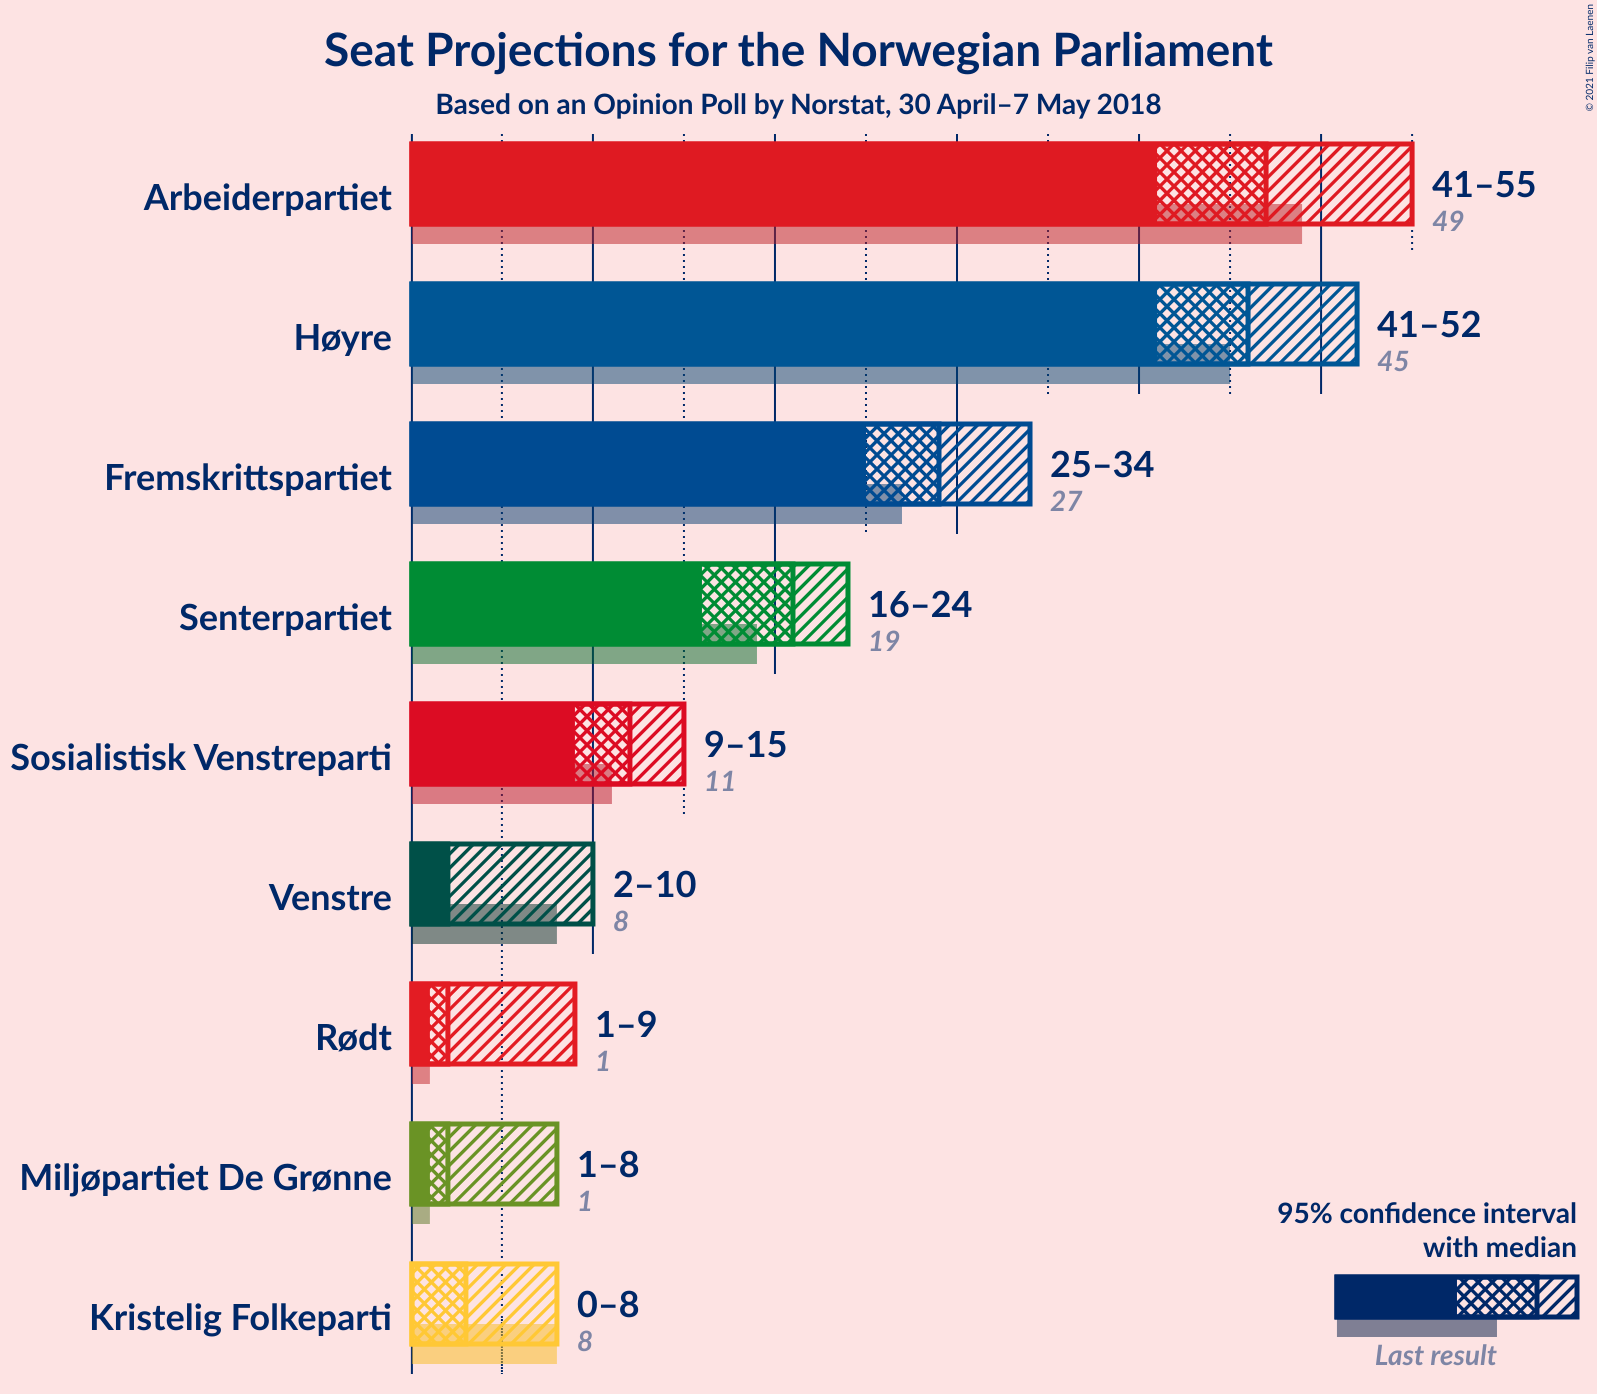 Seat Projections for the Norwegian Parliament
Based on an Opinion Poll by Norstat, 30 April–7 May 2018
© 2021 Filip van Laenen
Arbeiderpartiet
41–55
49
Høyre
41–52
45
Fremskrittspartiet
25–34
27
Senterpartiet
16–24
19
Sosialistisk Venstreparti
9–15
11
Venstre
2–10
8
Rødt
1–9
1
Miljøpartiet De Grønne
1–8
1
Kristelig Folkeparti
0–8
8
95% confidence interval
with median
Last result